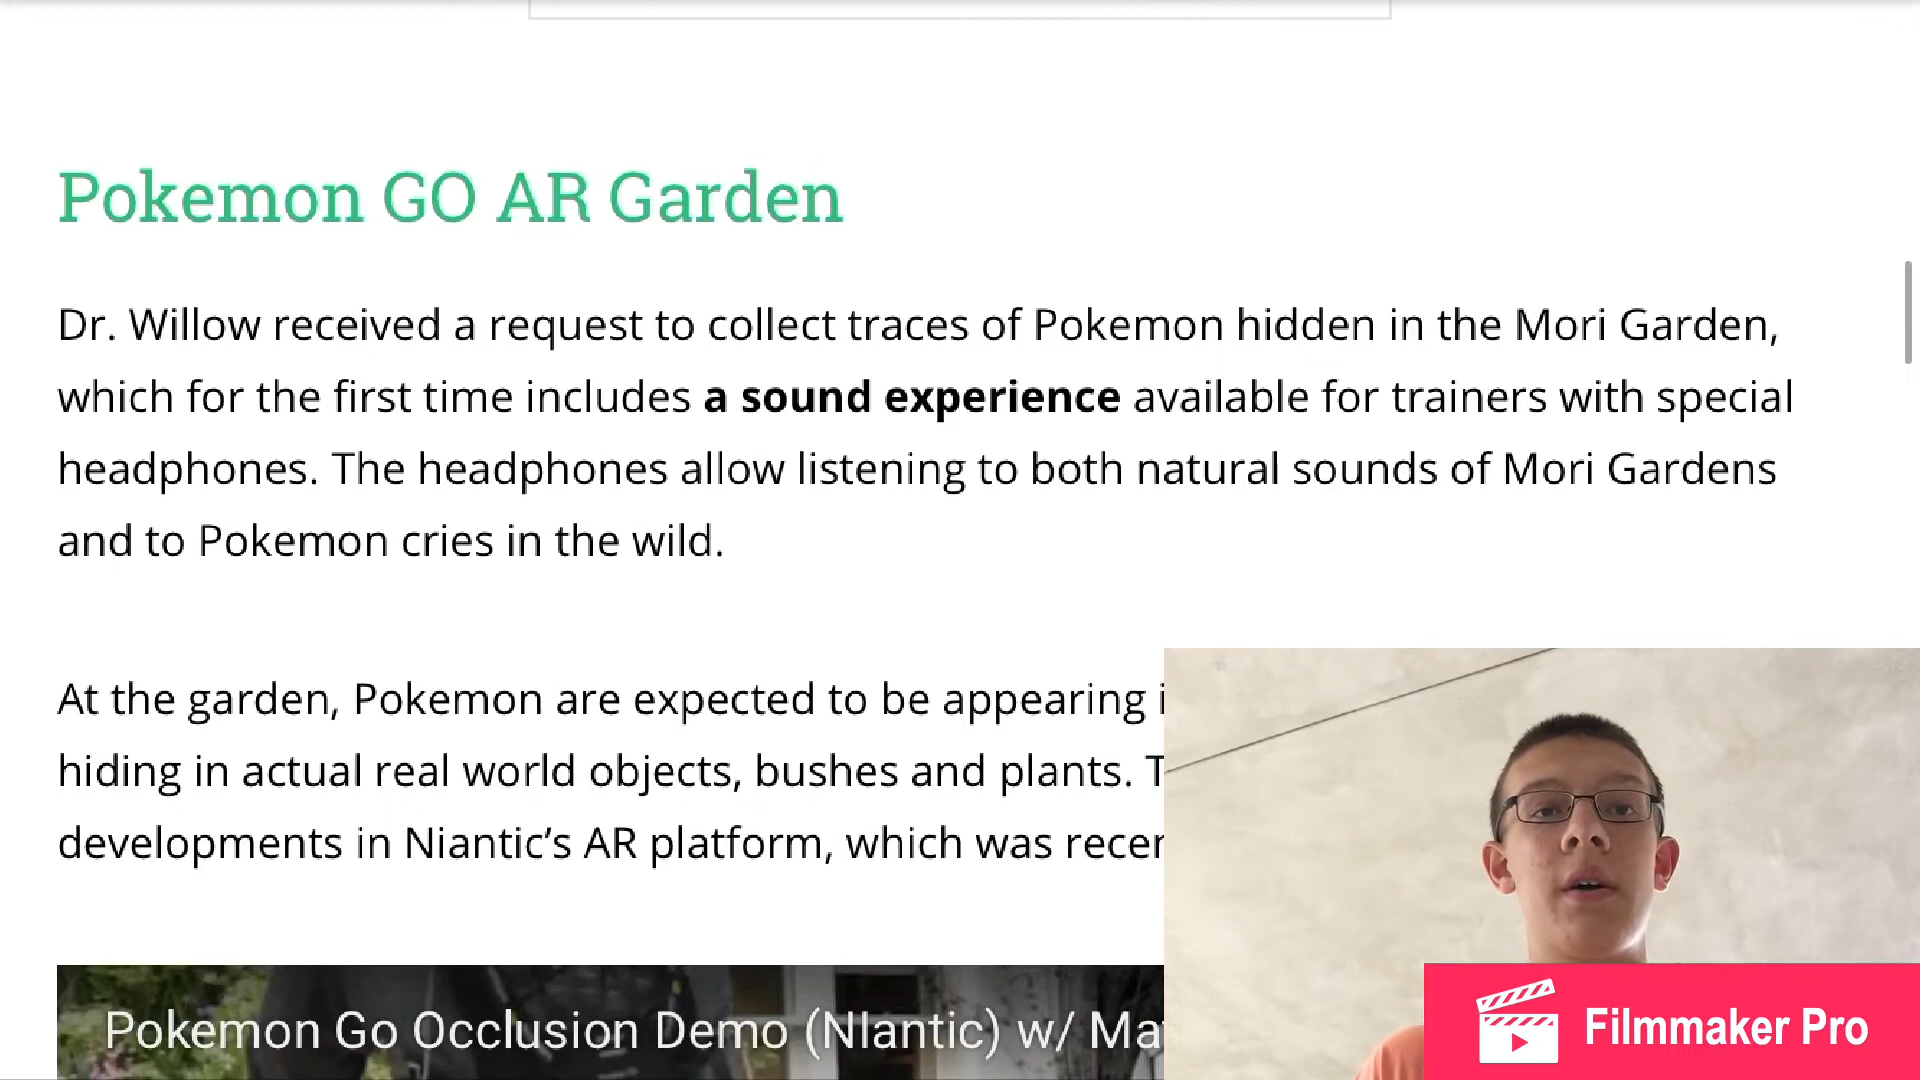 Pokemon GO AR Garden
Dr. Willow received a request to collect traces of Pokemon hidden in the Mori Garden,
which for the first time includes a sound experience available for trainers with special
headphones. The headphones allow listening to both natural sounds of Mori Gardens
and to Pokemon cries in the wild.
At the garden, Pokemon are expected to be appearing
hiding in actual real world objects, bushes and plants.
developments in Niantic’s AR platform, which was
Pokemon Go Occlusion Demo (NIantic) w/
Filmmaker Pro